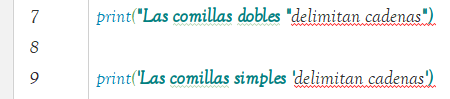 7 print("Las comillas dobles "delimitan cadenas")
8
9 print('Las comillas simples 'delimitan cadenas')